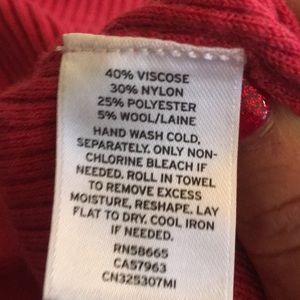 40% VISCOSE
30% NYLON
25% POLYESTER
5% WOOL/LAINE
HAND WASH COLD,
SEPARATELY. ONLY NON-
CHLORINE BLEACH IF
NEEDED. ROLL IN TOWEL
TO REMOVE EXCESS
MOISTURE, RESHAPE. LAY
FLAT TO DRY. COOL IRON
IF NEEDED.
RN58665
CA57963
CN325307MI